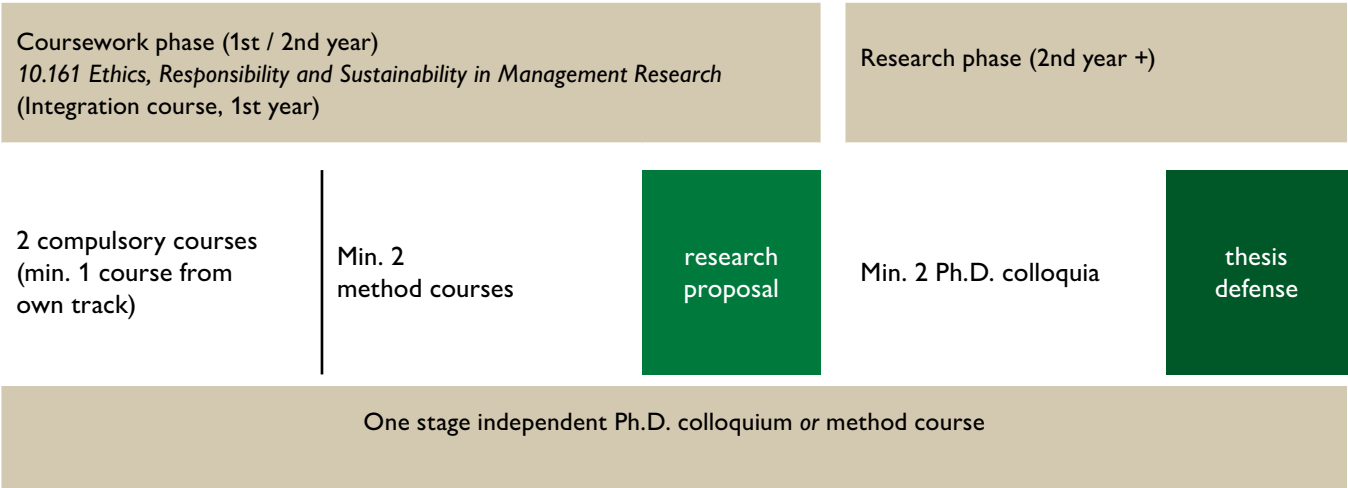 Coursework phase (1st / 2nd year)
10.161 Ethics, Responsibility and Sustainability in Management Research
(Integration course, 1st year)
Research phase (2nd year +)
2 compulsory courses
(min. 1 course from
own track)
Min. 2
method courses
research
proposal
Min. 2 Ph.D. colloquia
thesis
defense
One stage independent Ph.D. colloquium or method course